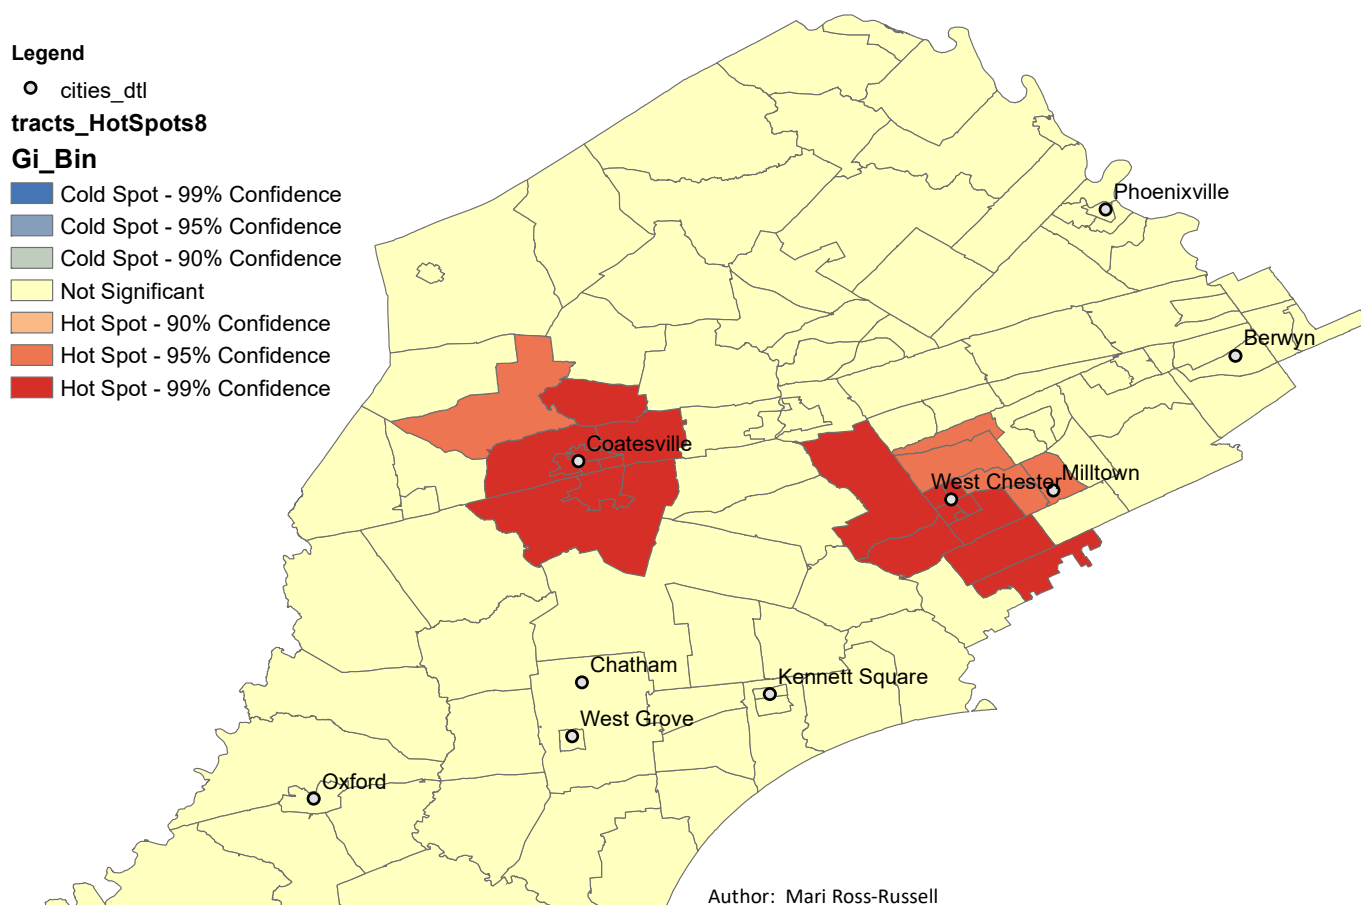 Legend
cities_dtl
tracts_HotSpots8
Gi_Bin
Cold Spot - 99% Confidence
Cold Spot - 95% Confidence
Cold Spot - 90% Confidence
Not Significant
Hot Spot - 90% Confidence
Hot Spot - 95% Confidence
Hot Spot - 99% Confidence
Phoenixville
Berwyn
Coatesville
Milltown
West Chester
Chatham
Kennett Square
West Grove
Oxford
Author: Mari Ross-Russell